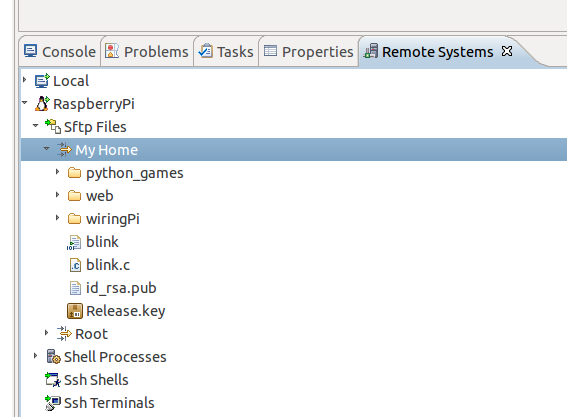 Console Problems Tasks Properties Remote Systems
Local
RaspberryPi
Sftp Files
My Home
python_games
web
wiringPi
blink
blink.c
id_rsa.pub
Release.key
Root
Shell Processes
Ssh Shells
Ssh Terminals